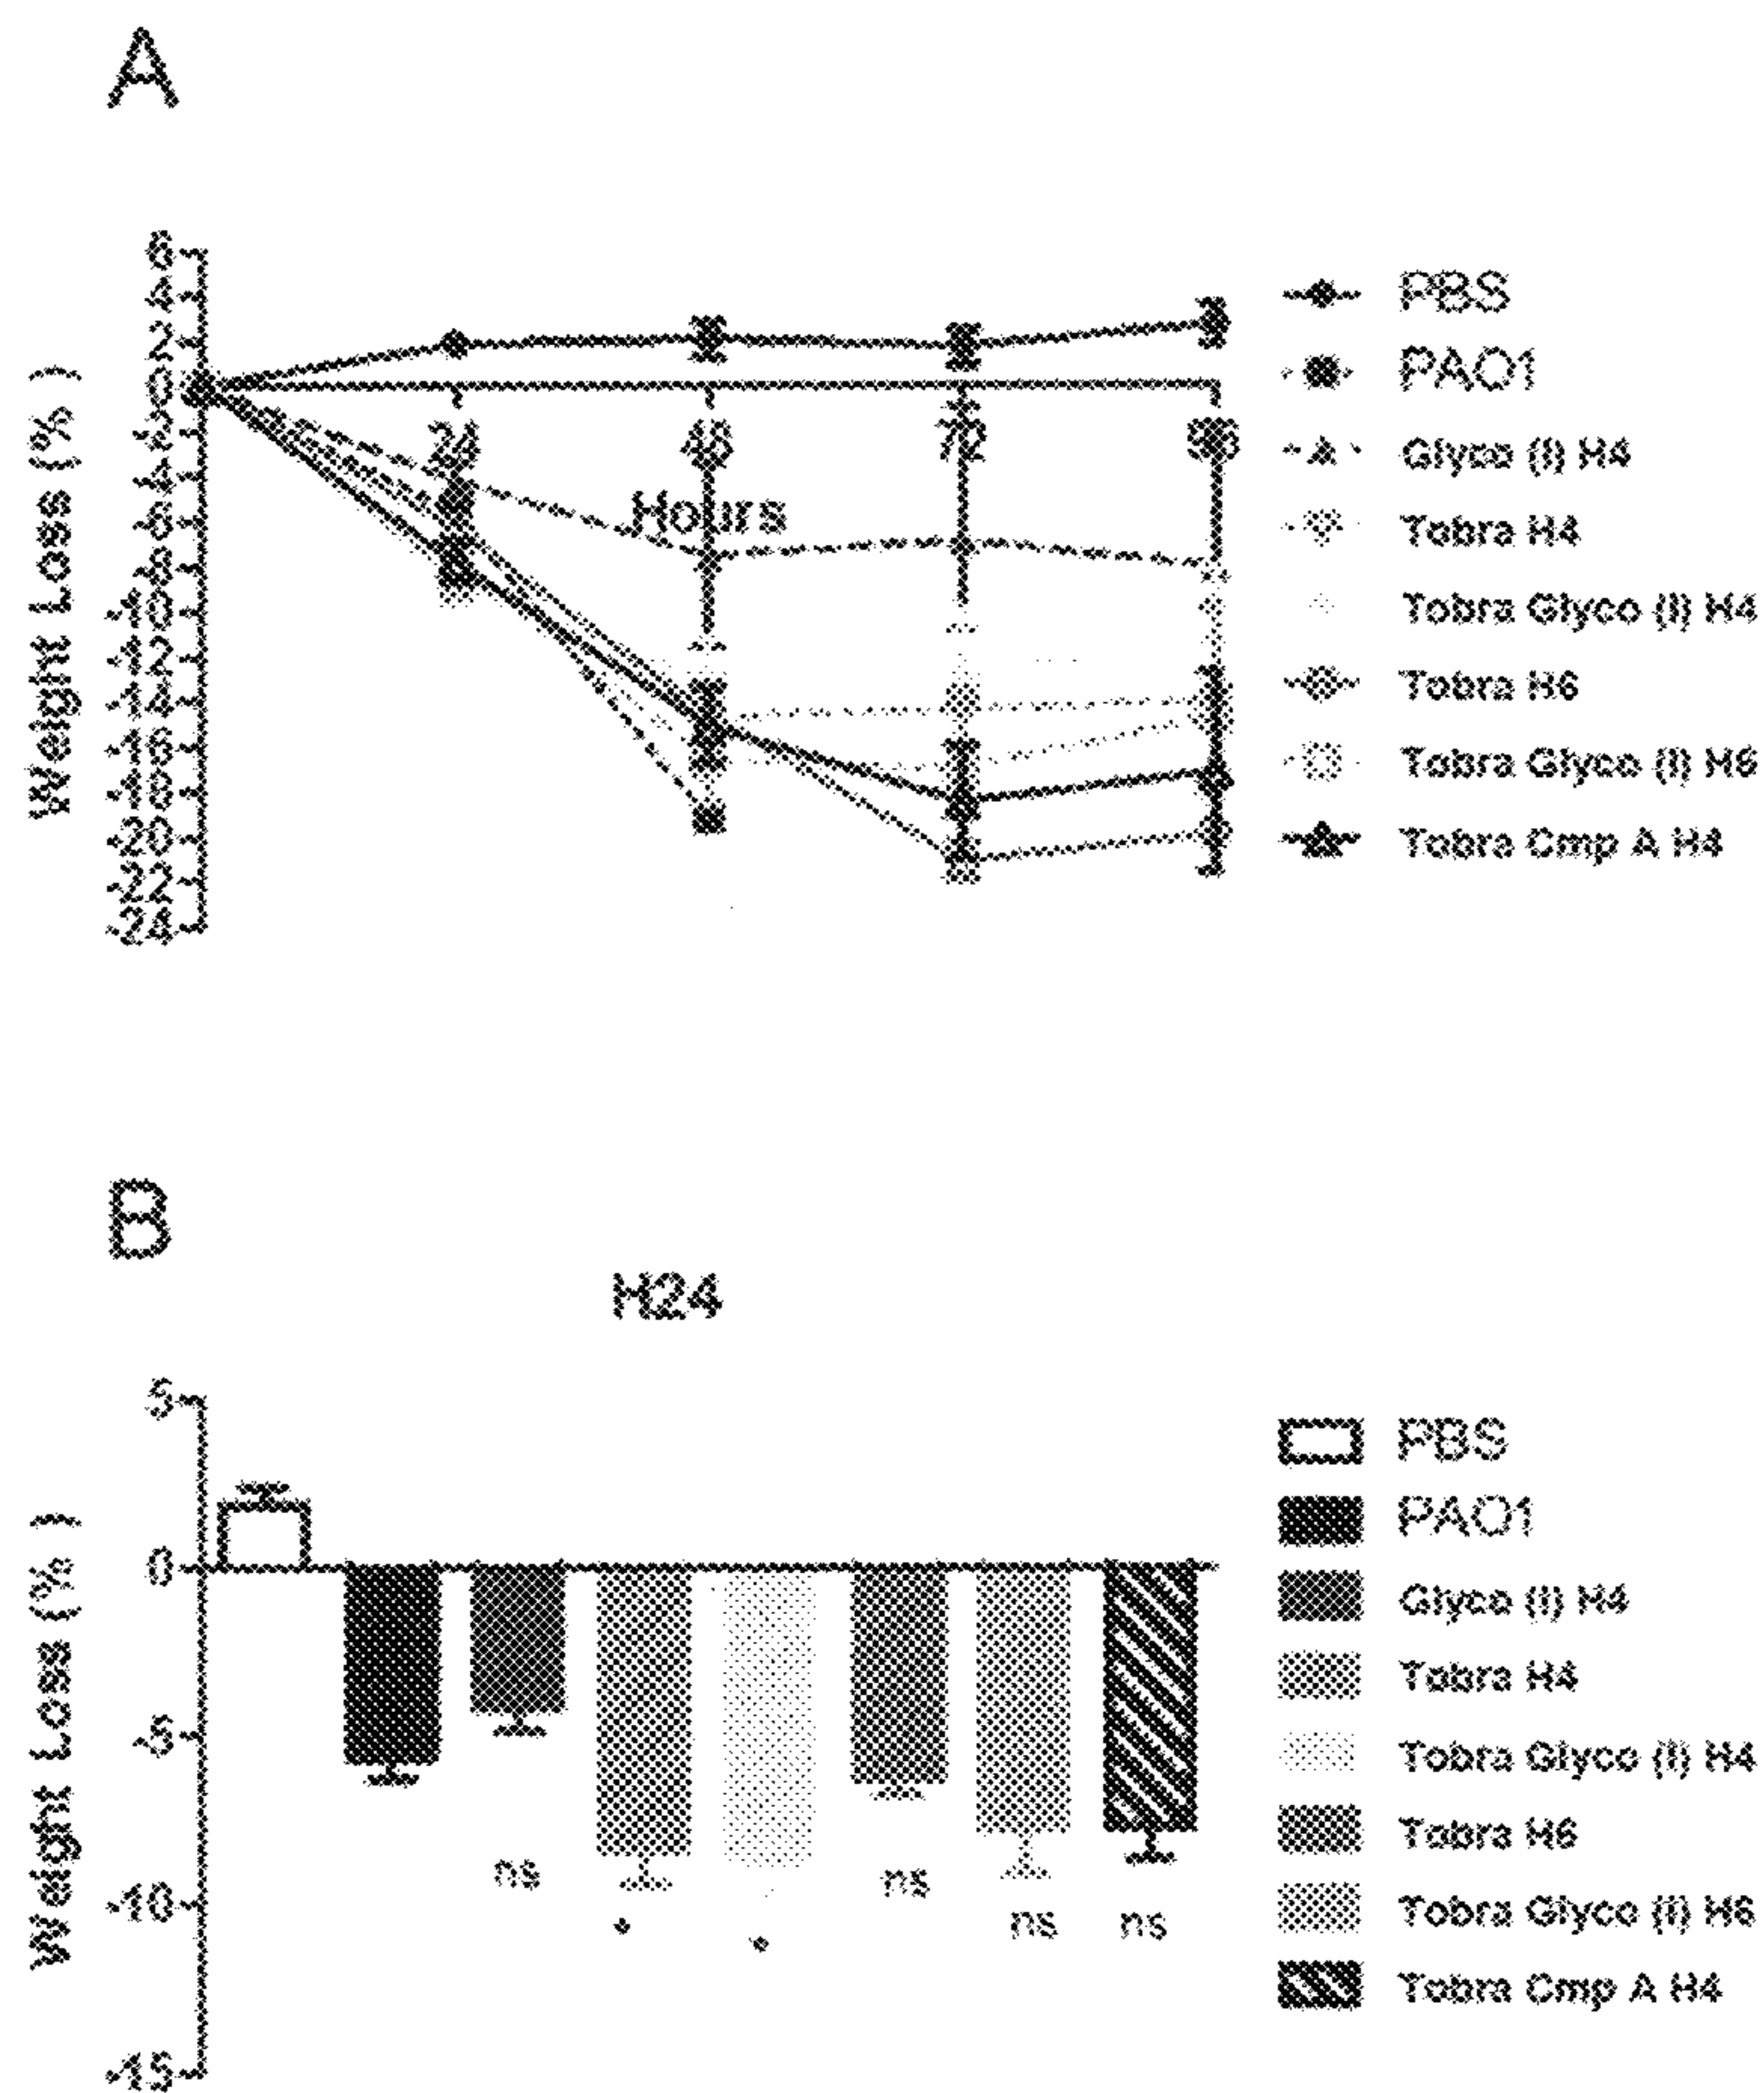 A
6
4
2
0
-2
-4
-6
-8
-10
-12
-14
-16
-18
-20
-22
-24
Weight Loss (% )
24
48
72
96
Hours
PBS
PAO1
Glyco (I) H4
Tobra H4
Tobra Glyco (I) H4
Tobra H6
Tobra Glyco (I) H6
Tobra Cmp A H4
B
H24
5
0
-5
-10
-15
Weight Loss (% )
ns
*
*
ns
ns
ns
PBS
PAO1
Glyco (I) H4
Tobra H4
Tobra Glyco (I) H4
Tobra H6
Tobra Glyco (I) H6
Tobra Cmp A H4